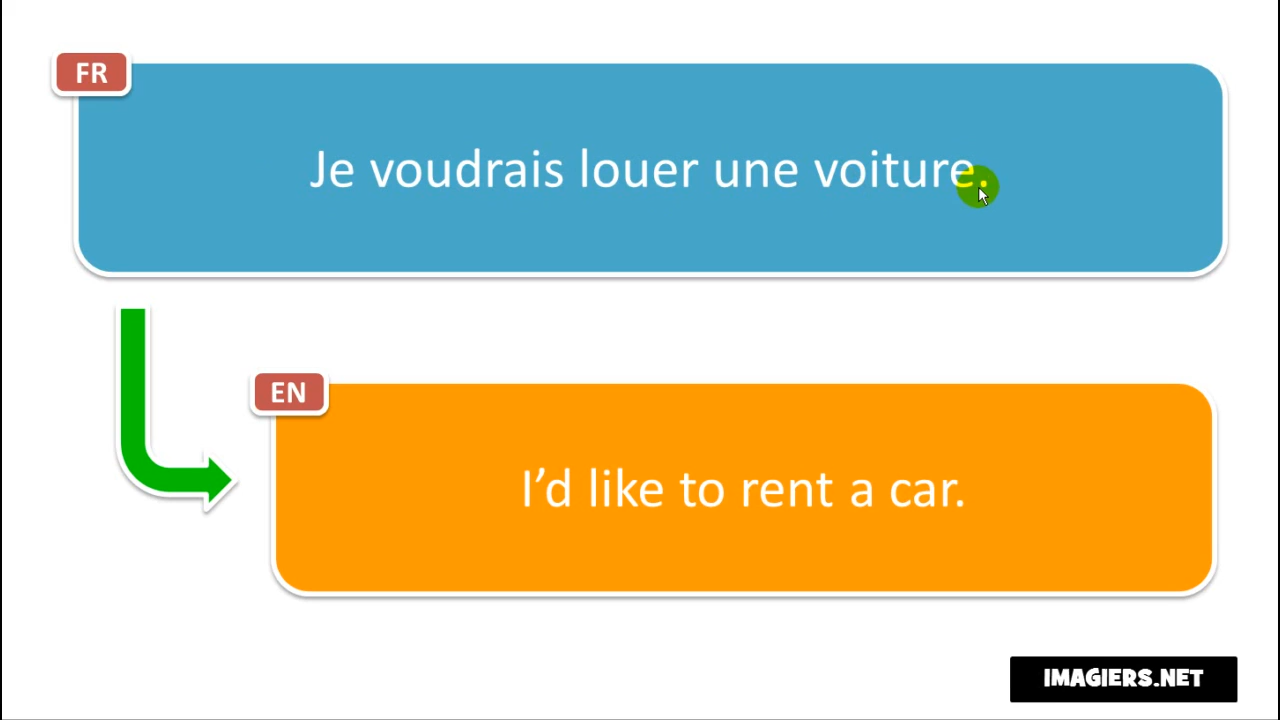 FR
Je voudrais louer une voiture.
EN
I’d like to rent a car.
IMAGIERS.NET